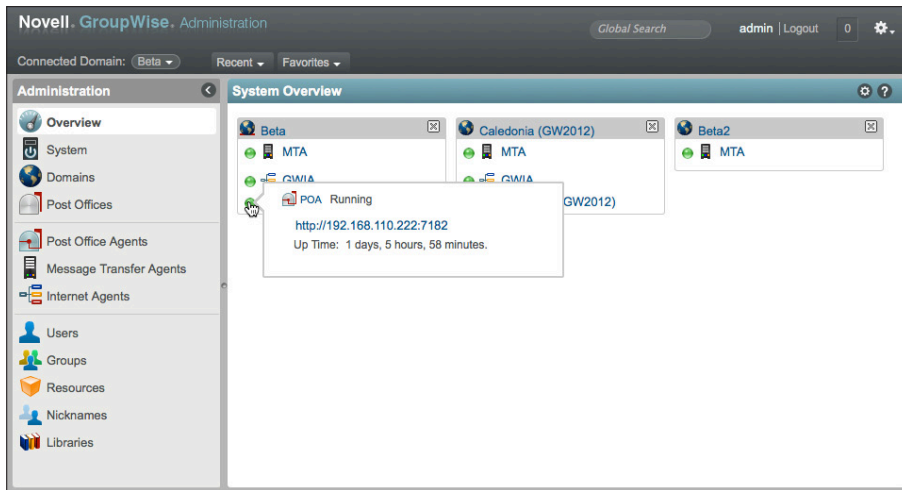 Novell. GroupWise. Administration
Global Search
admin | Logout
0
Connected Domain: Beta
Recent
Favorites
Administration
Overview
System
Domains
Post Offices
Post Office Agents
Message Transfer Agents
Internet Agents
Users
Groups
Resources
Nicknames
Libraries
System Overview
?
Beta
MTA
GWIA
Caledonia (GW2012)
MTA
GWIA
GW2012)
Beta2
MTA
POA Running
http://192.168.110.222:7182
Up Time: 1 days, 5 hours, 58 minutes.